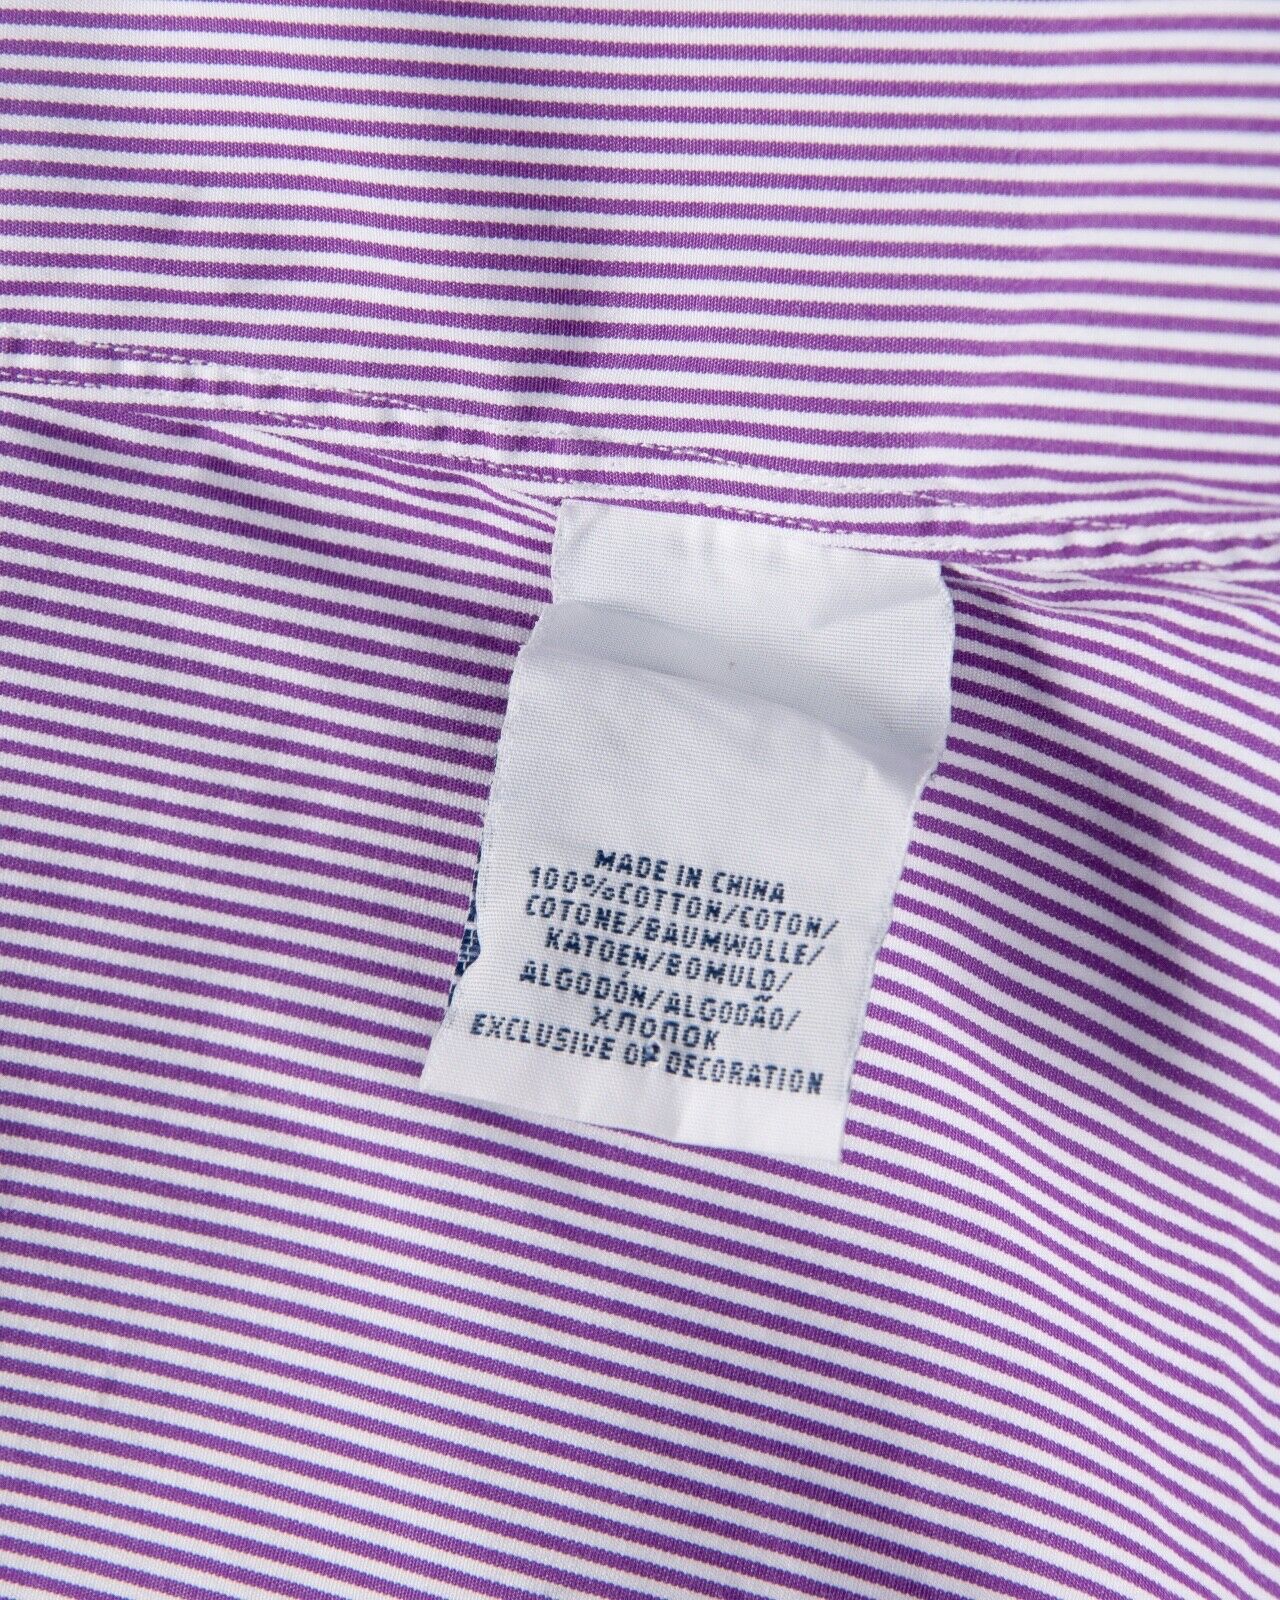 MADE IN CHINA
100%COTTON/COTON/
COTONE/BAUMWOLLE/
KATOEN/BOMULD/
ALGODÓN/ALGODÃO/
ХЛОПОК
EXCLUSIVE OF DECORATION